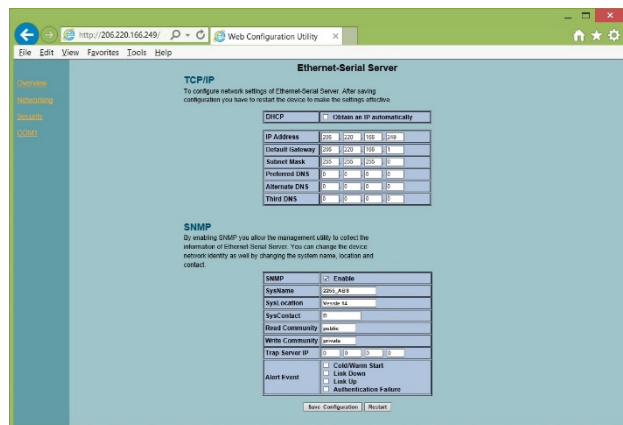 http://206.220.166.249/
Web Configuration Utility
File Edit View Favorites Tools Help
Ethernet-Serial Server
Overview
Networking
Security
COM1
TCP/IP
To configure network settings of Ethernet-Serial Server. After saving
configuration you have to restart the device to make the settings effective.
DHCP Obtain an IP automatically
IP Address 206 220 166 249
Default Gateway 206 220 166 1
Subnet Mask 255 255 255 0
Preferred DNS 0 0 0 0
Alternate DNS 0 0 0 0
Third DNS 0 0 0 0
SNMP
By enabling SNMP you allow the management utility to collect the
information of Ethernet-Serial Server. You can change the device
network identity as well by changing the system name, location and
contact.
SNMP Enable
SysName 2265_AB8
SysLocation Vessle 14
SysContact
Read Community public
Write Community private
Trap Server IP 0 0 0 0
Alert Event
Cold/Warm Start
Link Down
Link Up
Authentication Failure
Save Configuration Restart